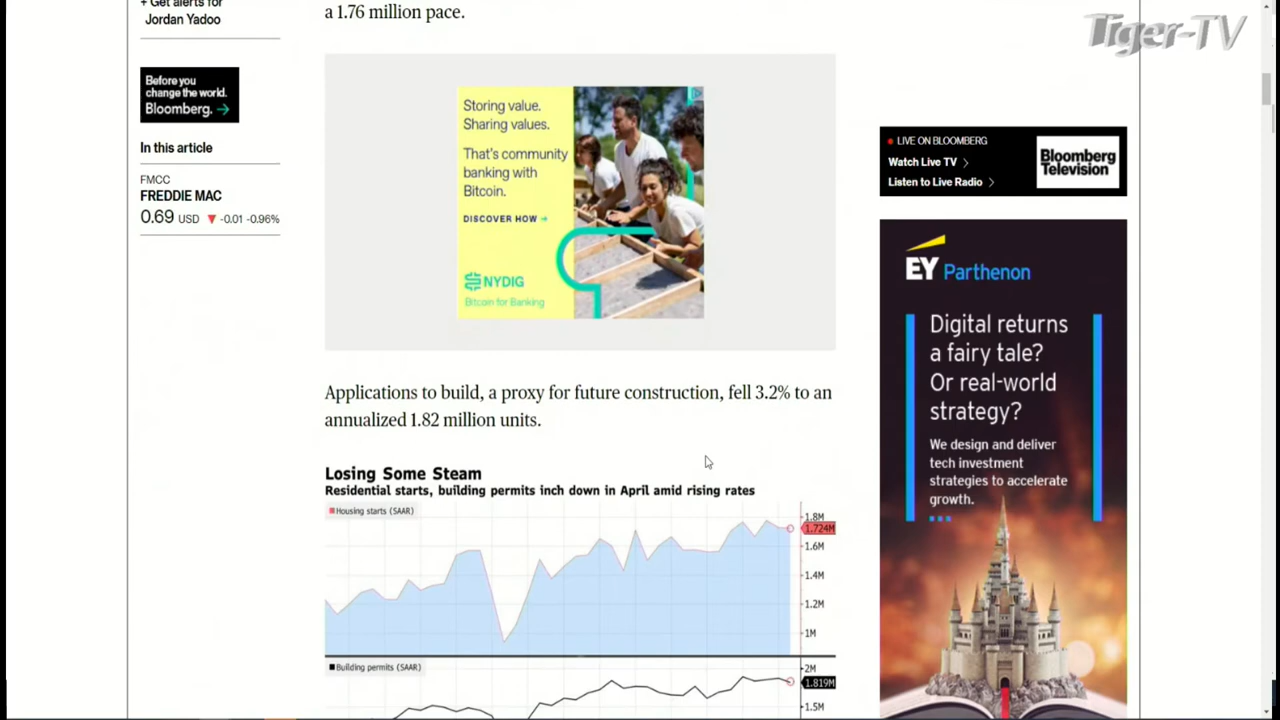 + Get alerts for
Jordan Yadoo
Before you
change the world.
Bloomberg. →
In this article
FMCC
FREDDIE MAC
0.69 USD ▼ -0.01 -0.96%
a 1.76 million pace.
Storing value.
Sharing values.
That's community
banking with
Bitcoin.
DISCOVER HOW →
NYDIG
Bitcoin for Banking
Applications to build, a proxy for future construction, fell 3.2% to an
annualized 1.82 million units.
Losing Some Steam
Residential starts, building permits inch down in April amid rising rates
Housing starts (SAAR)
1.8M
1.724M
1.6M
1.4M
1.2M
1M
Building permits (SAAR)
2M
1.819M
1.5M
Tiger-TV
LIVE ON BLOOMBERG
Watch Live TV >
Listen to Live Radio >
Bloomberg
Television
EY Parthenon
Digital returns
a fairy tale?
Or real-world
strategy?
We design and deliver
tech investment
strategies to accelerate
growth.